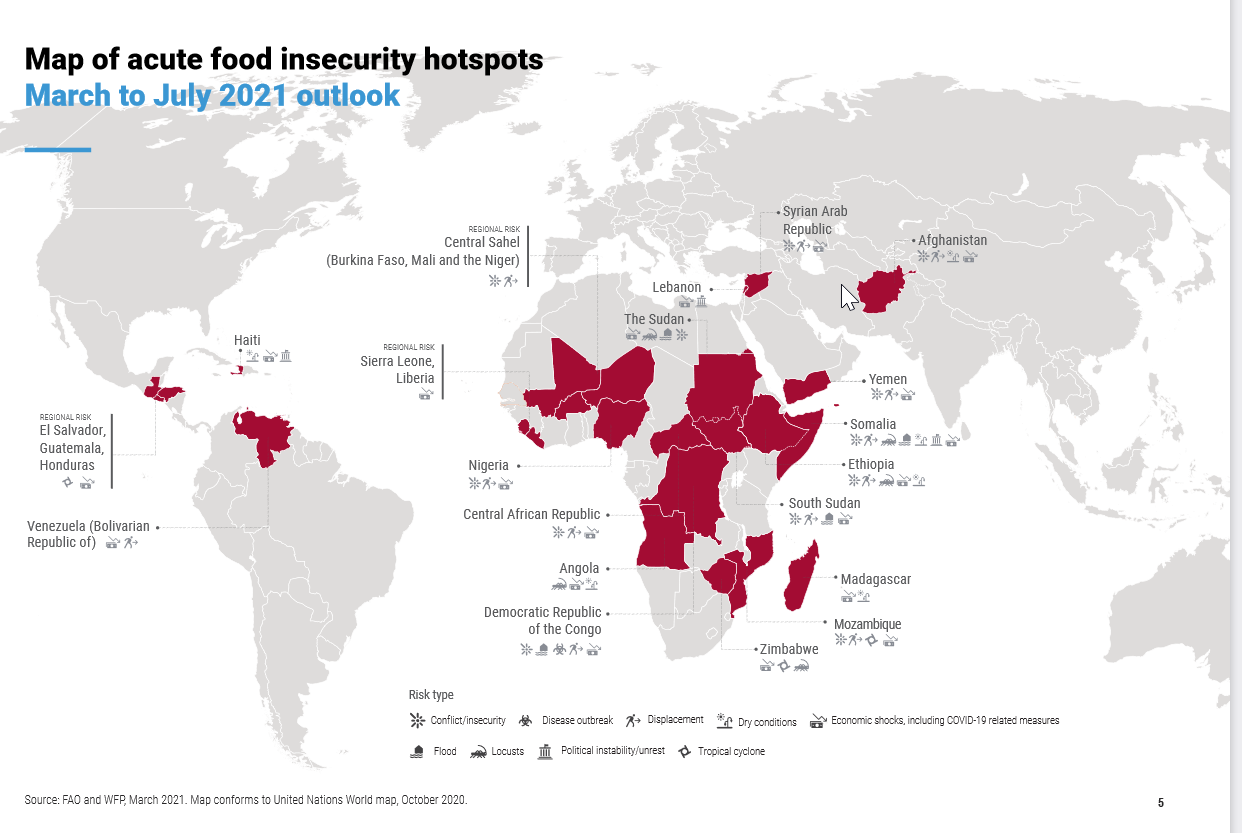 Map of acute food insecurity hotspots
March to July 2021 outlook
REGIONAL RISK
Central Sahel
(Burkina Faso, Mali and the Niger)
Syrian Arab
Republic
Afghanistan
Lebanon
The Sudan
Haiti
REGIONAL RISK
Sierra Leone,
Liberia
Yemen
REGIONAL RISK
El Salvador,
Guatemala,
Honduras
Somalia
Nigeria
Ethiopia
South Sudan
Central African Republic
Venezuela (Bolivarian
Republic of)
Angola
Madagascar
Democratic Republic
of the Congo
Mozambique
Zimbabwe
Risk type
Conflict/insecurity
Disease outbreak
Displacement
Dry conditions
Economic shocks, including COVID-19 related measures
Flood
Locusts
Political instability/unrest
Tropical cyclone
Source: FAO and WFP, March 2021. Map conforms to United Nations World map, October 2020.
5